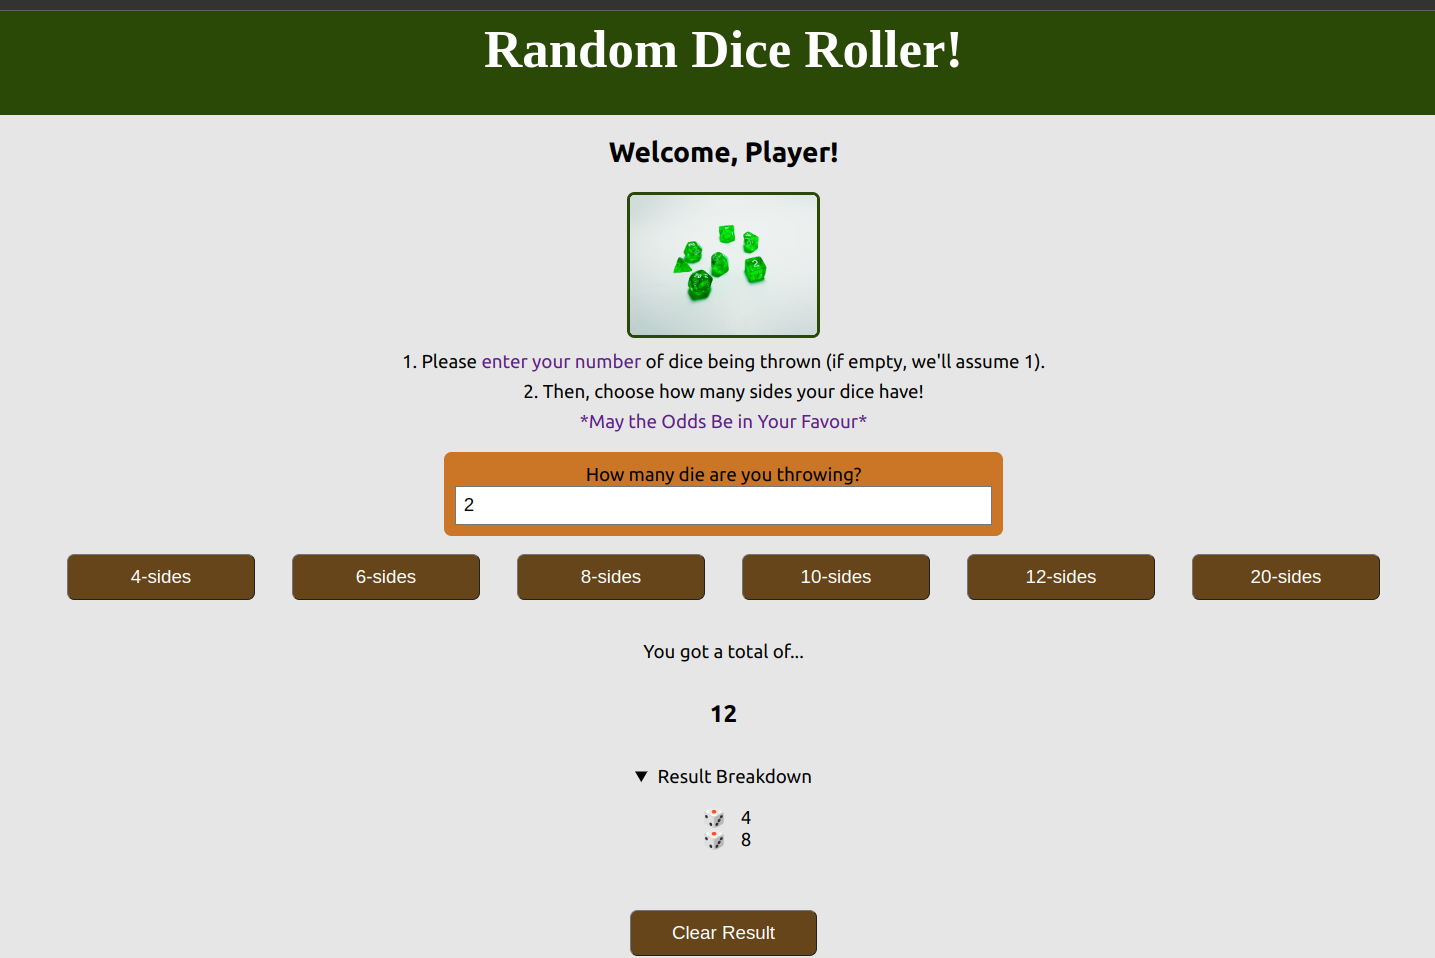 Random Dice Roller!
Welcome, Player!
1. Please enter your number of dice being thrown (if empty, we'll assume 1).
2. Then, choose how many sides your dice have!
*May the Odds Be in Your Favour*
How many die are you throwing?
2
4-sides 6-sides 8-sides 10-sides 12-sides 20-sides
You got a total of...
12
▼ Result Breakdown
🎲 4
🎲 8
Clear Result